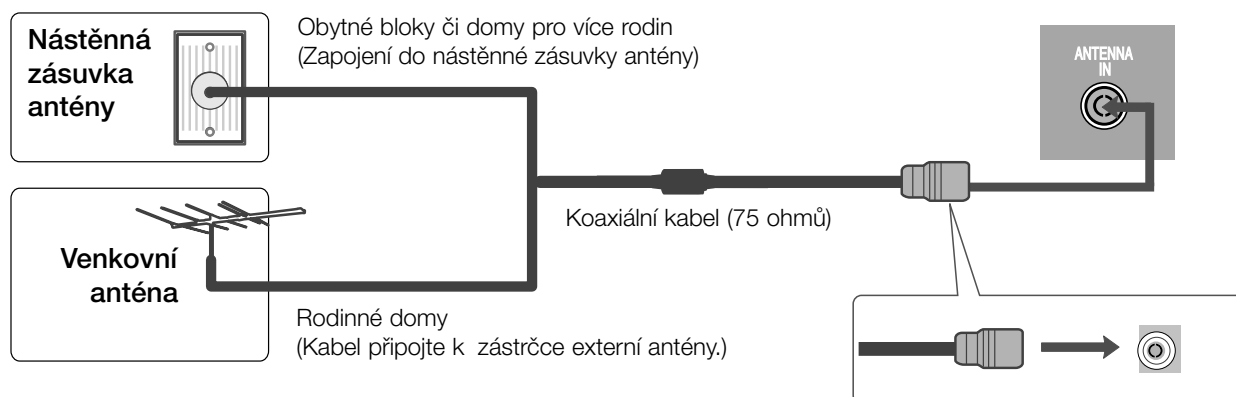 Nástěnná
zásuvka
antény
Obytné bloky či domy pro více rodin
(Zapojení do nástěnné zásuvky antény)
ANTENNA
IN
Koaxiální kabel (75 ohmů)
Venkovní
anténa
Rodinné domy
(Kabel připojte k zástrčce externí antény.)